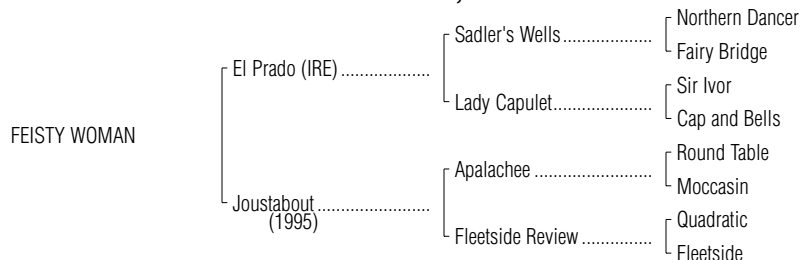 Northern Dancer
Sadler's Wells...................
Fairy Bridge
El Prado (IRE) ...................
Sir Ivor
Lady Capulet.....................
Cap and Bells
FEISTY WOMAN
Round Table
Apalachee .........................
Moccasin
Joustabout ........................
(1995)
Quadratic
Fleetside Review ...............
Fleetside